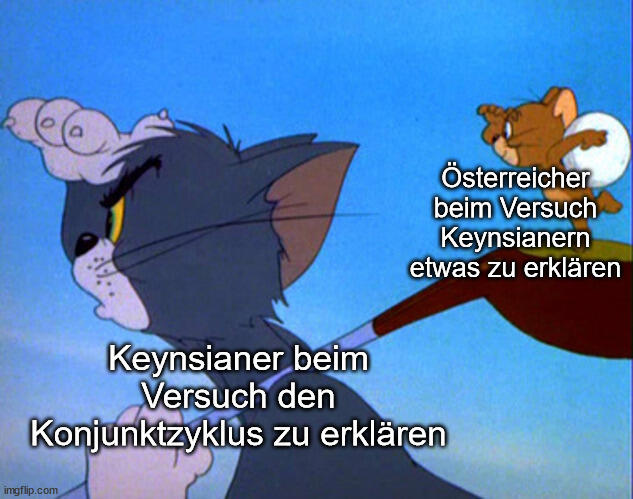 Österreicher
beim Versuch
Keynsianern
etwas zu erklären
Keynsianer beim
Versuch den
Konjunktzyklus zu erklären
imgflip.com